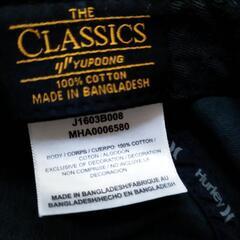 THE
CLASSICS
YUPOONG
100% COTTON
MADE IN BANGLADESH
J1603B008
MHA0006580
BODY / CORPS / CUERPO: 100% COTTON /
COTON / ALGODON
EXCLUSIVE OF DECORATION / DECORATION
NON COMPRISE / NO INCLUYE DECORACION
MADE IN BANGLADESH/FABRIQUE AU
BANGLADESH/HECHO EN BANGLADESH
Hurley